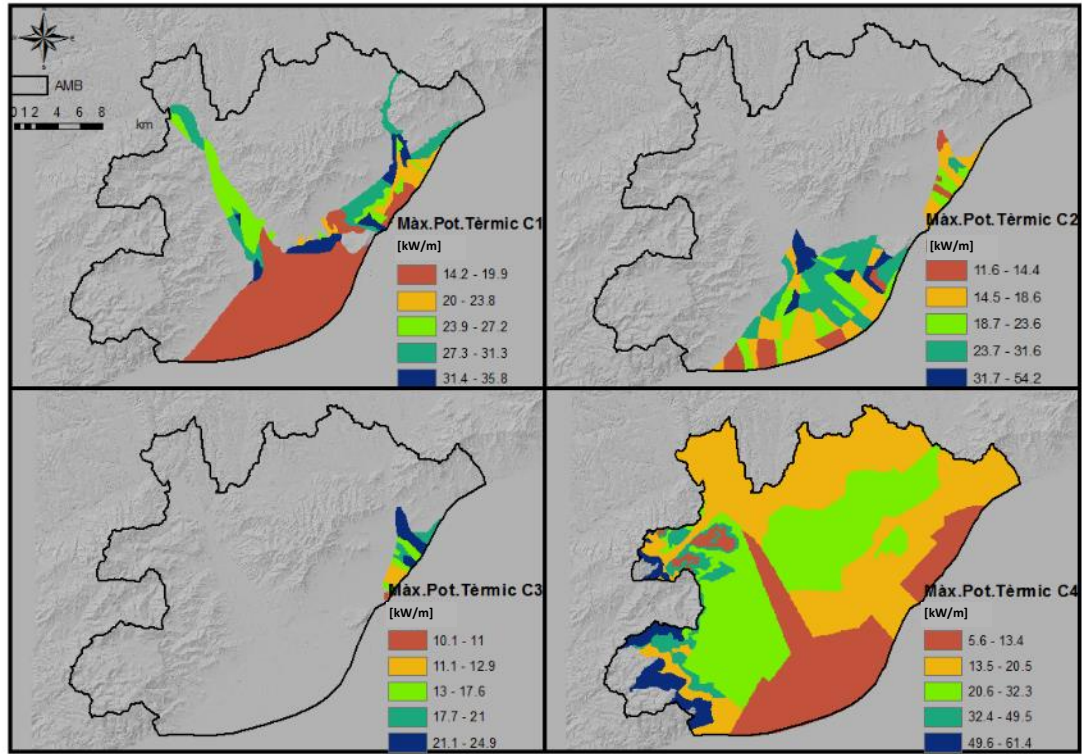 AMB
0 1 2 4 6 8
km
Màx.Pot.Tèrmic C1
[kW/m]
14.2 - 19.9
20 - 23.8
23.9 - 27.2
27.3 - 31.3
31.4 - 35.8
Màx.Pot.Tèrmic C2
[kW/m]
11.6 - 14.4
14.5 - 18.6
18.7 - 23.6
23.7 - 31.6
31.7 - 54.2
Màx.Pot.Tèrmic C3
[kW/m]
10.1 - 11
11.1 - 12.9
13 - 17.6
17.7 - 21
21.1 - 24.9
Màx.Pot.Tèrmic C4
[kW/m]
5.6 - 13.4
13.5 - 20.5
20.6 - 32.3
32.4 - 49.5
49.6 - 61.4